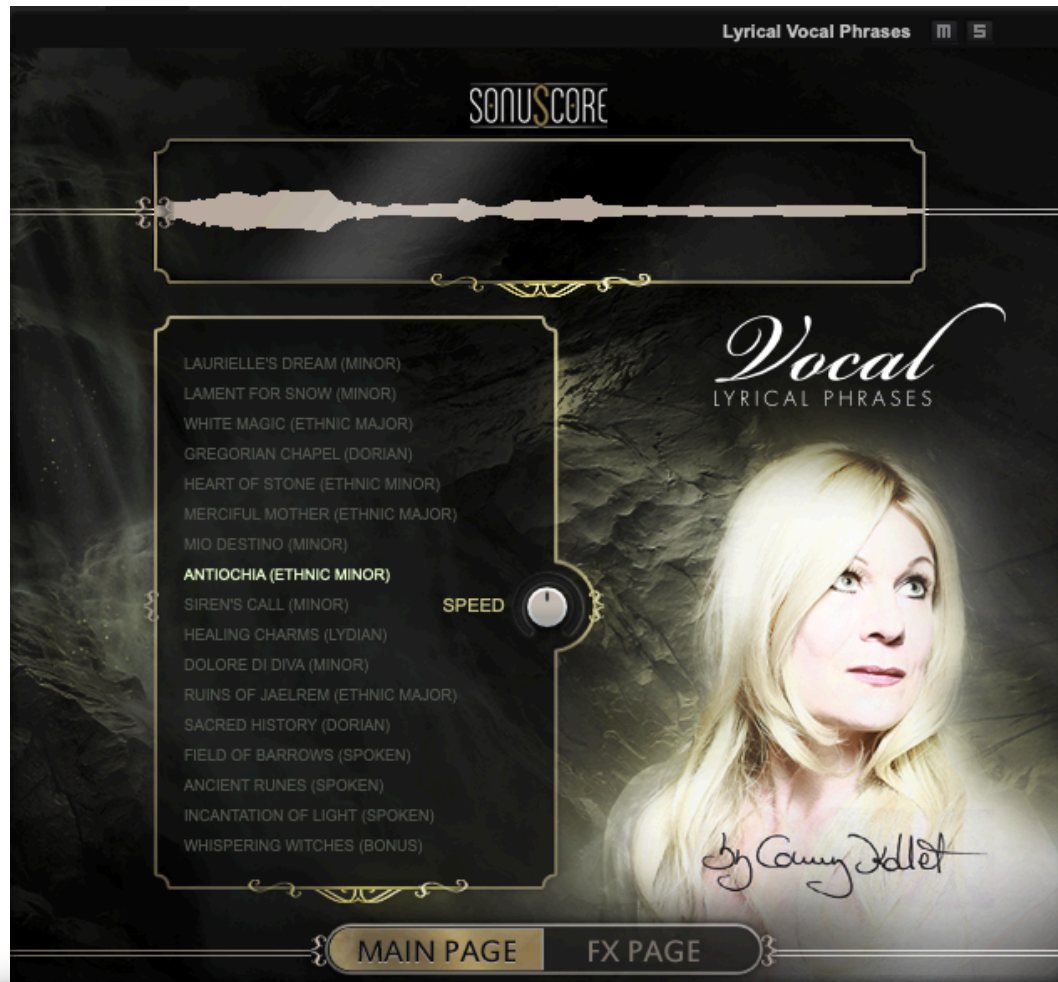 Lyrical Vocal Phrases M S
SONUSCORE
LAURIELLE'S DREAM (MINOR)
LAMENT FOR SNOW (MINOR)
WHITE MAGIC (ETHNIC MAJOR)
GREGORIAN CHAPEL (DORIAN)
HEART OF STONE (ETHNIC MINOR)
MERCIFUL MOTHER (ETHNIC MAJOR)
MIO DESTINO (MINOR)
ANTIOCHIA (ETHNIC MINOR)
SIREN'S CALL (MINOR)
HEALING CHARMS (LYDIAN)
DOLORE DI DIVA (MINOR)
RUINS OF JAELREM (ETHNIC MAJOR)
SACRED HISTORY (DORIAN)
FIELD OF BARROWS (SPOKEN)
ANCIENT RUNES (SPOKEN)
INCANTATION OF LIGHT (SPOKEN)
WHISPERING WITCHES (BONUS)
SPEED
Vocal
LYRICAL PHRASES
by
MAIN PAGE FX PAGE